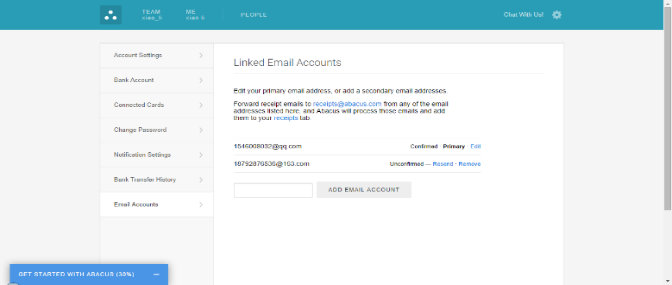 TEAM
ME
PEOPLE
Chat With Us!
Account Settings
Bank Account
Connected Cards
Change Password
Notification Settings
Bank Transfer History
Email Accounts
Linked Email Accounts
Edit your primary email address, or add a secondary email addresses.
Forward receipt emails to receipts@abacus.com from any of the email
addresses listed here, and Abacus will process those emails and add
them to your receipts tab.
1546008032@qq.com Confirmed · Primary Edit
18792876836@163.com Unconfirmed — Resend · Remove
ADD EMAIL ACCOUNT
GET STARTED WITH ABACUS (30%)